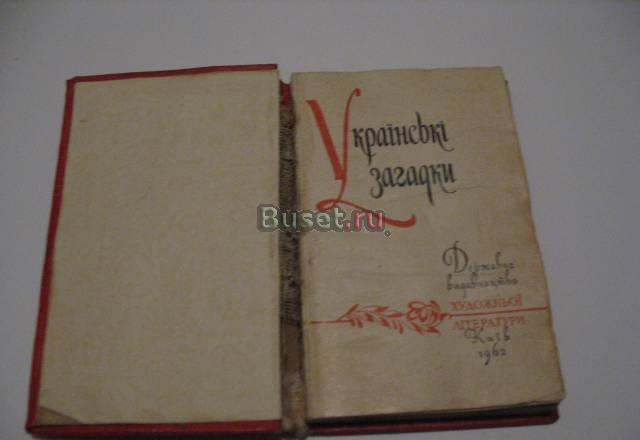 Українські
загадки
Buset.ru
Державне
видавництво
ХУДОЖНЬОЇ
ЛІТЕРАТУРИ
Київ
1962